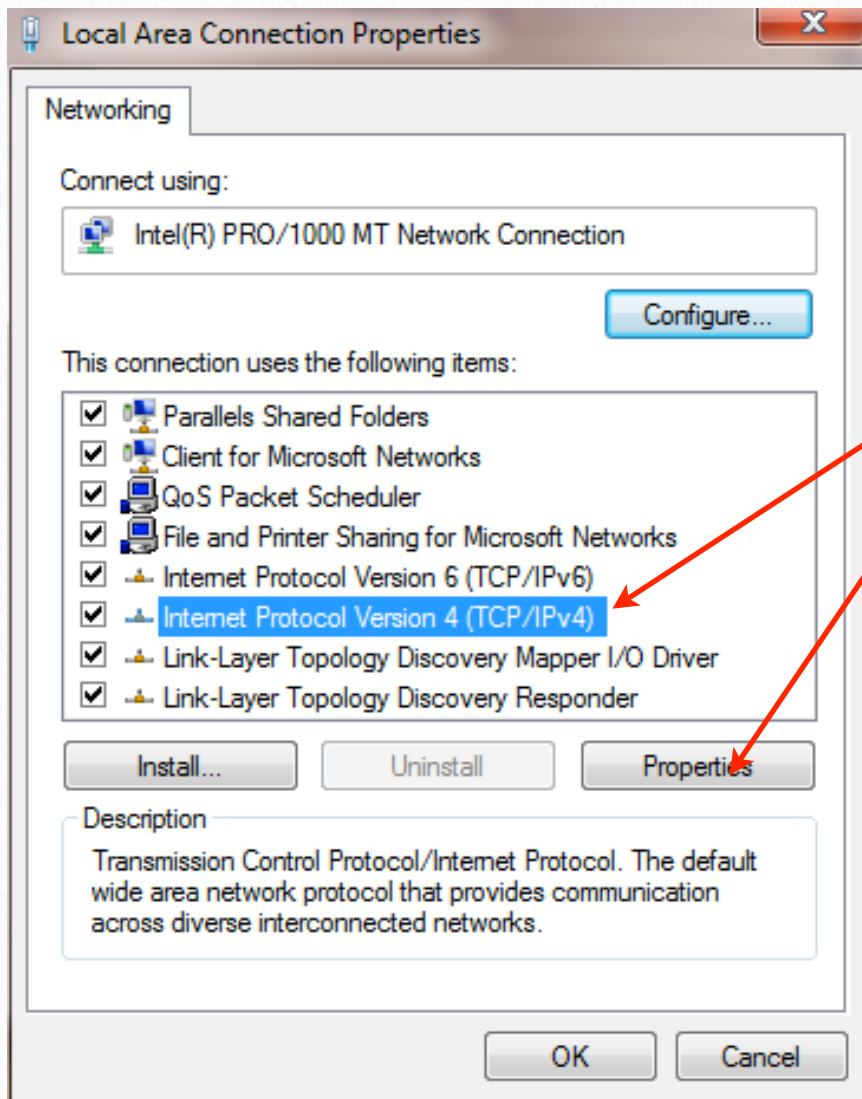 Local Area Connection Properties
Networking
Connect using:
Intel(R) PRO/1000 MT Network Connection
Configure...
This connection uses the following items:
Parallels Shared Folders
Client for Microsoft Networks
QoS Packet Scheduler
File and Printer Sharing for Microsoft Networks
Internet Protocol Version 6 (TCP/IPv6)
Internet Protocol Version 4 (TCP/IPv4)
Link-Layer Topology Discovery Mapper I/O Driver
Link-Layer Topology Discovery Responder
Install... Uninstall Properties
Description
Transmission Control Protocol/Internet Protocol. The default
wide area network protocol that provides communication
across diverse interconnected networks.
OK Cancel